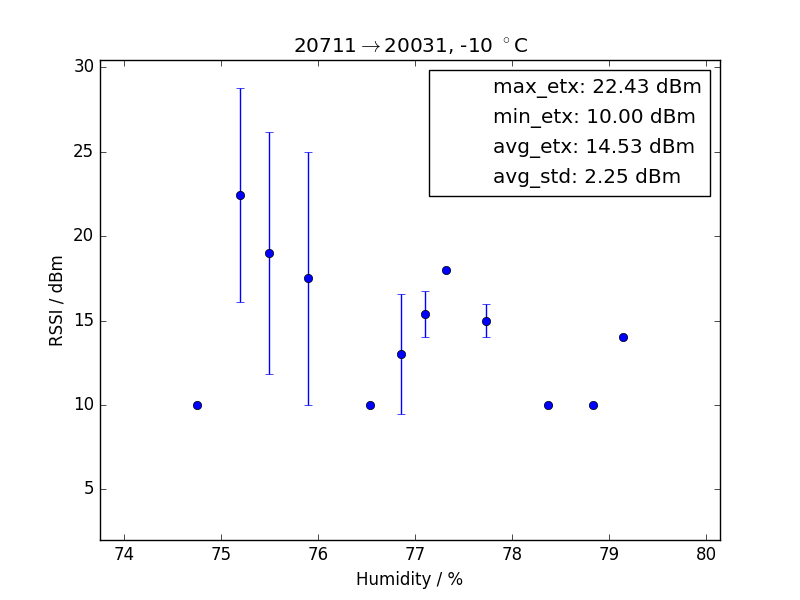 20711→20031, -10 °C
max_etx: 22.43 dBm
min_etx: 10.00 dBm
avg_etx: 14.53 dBm
avg_std: 2.25 dBm
RSSI / dBm
30
25
20
15
10
5
74 75 76 77 78 79 80
Humidity / %